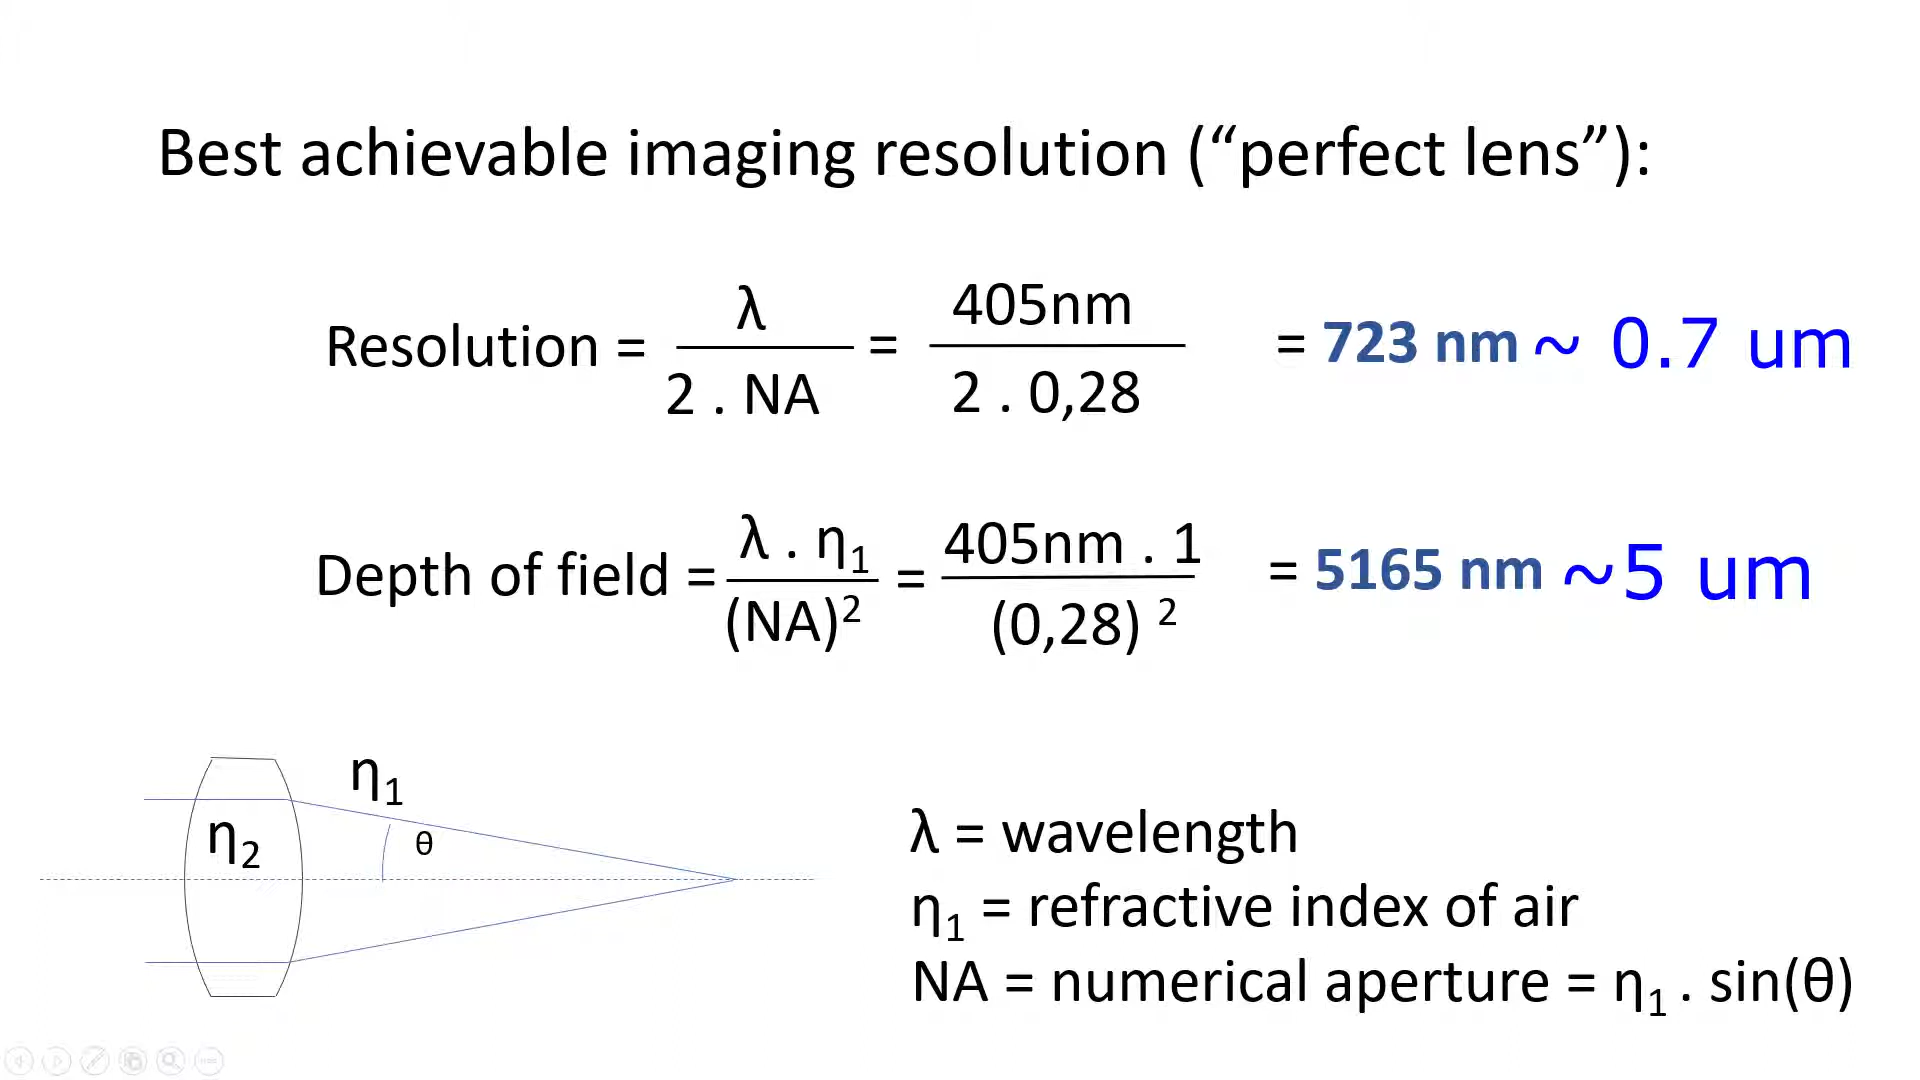 Best achievable imaging resolution (“perfect lens”):
Resolution = λ / 2 . NA = 405nm / 2 . 0,28 = 723 nm ~ 0.7 um
Depth of field = λ . η1 / (NA)2 = 405nm . 1 / (0,28) 2 = 5165 nm ~5 um
η1
η2
θ
λ = wavelength
η1 = refractive index of air
NA = numerical aperture = η1 . sin(θ)